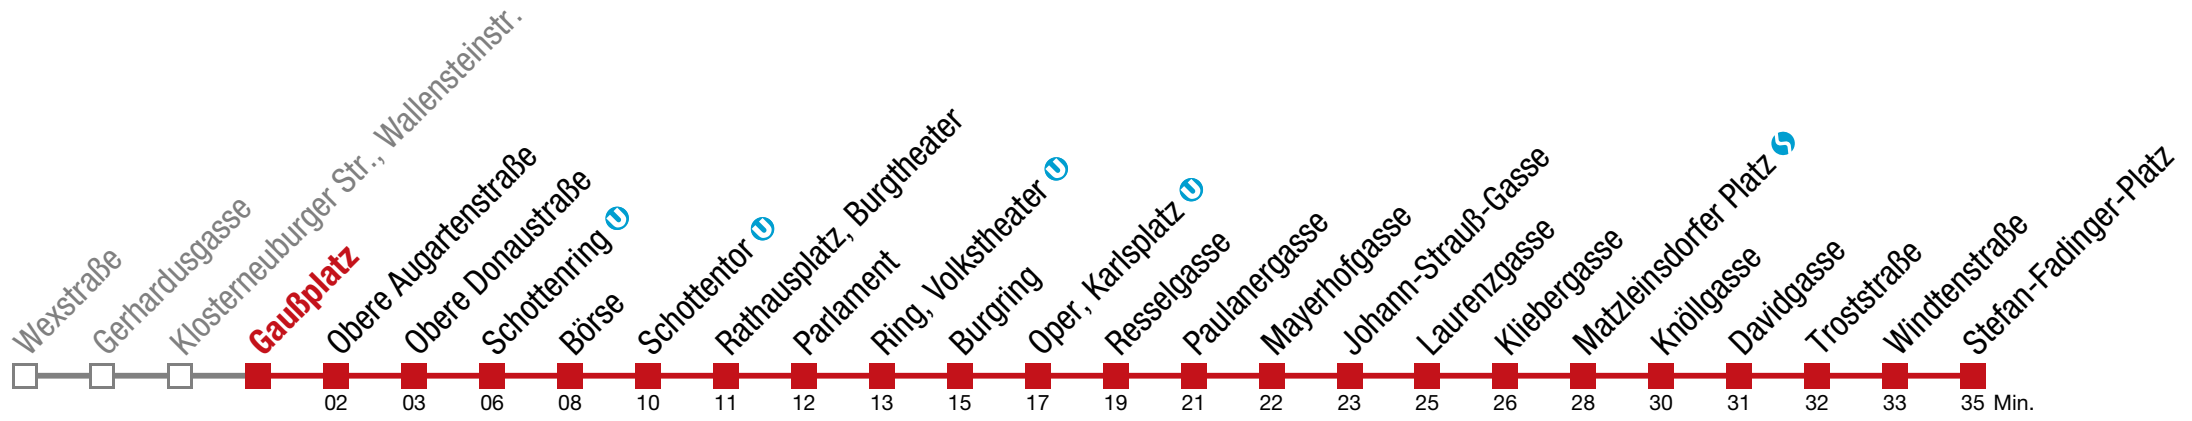 Wexstraße
Gerhardusgasse
Klosterneuburger Str., Wallensteinstr.
Gaußplatz
Obere Augartenstraße
Obere Donaustraße
Schottenring U
Börse
Schottentor U
Rathausplatz, Burgtheater
Parlament
Ring, Volkstheater U
Burgring
Oper, Karlsplatz U
Resselgasse
Paulanergasse
Mayerhofgasse
Johann-Strauß-Gasse
Laurenzgasse
Kliebergasse
Matzleinsdorfer Platz S
Knöllgasse
Davidgasse
Troststraße
Windtenstraße
Stefan-Fadinger-Platz
02 03 06 08 10 11 12 13 15 17 19 21 22 23 25 26 28 30 31 32 33 35 Min.